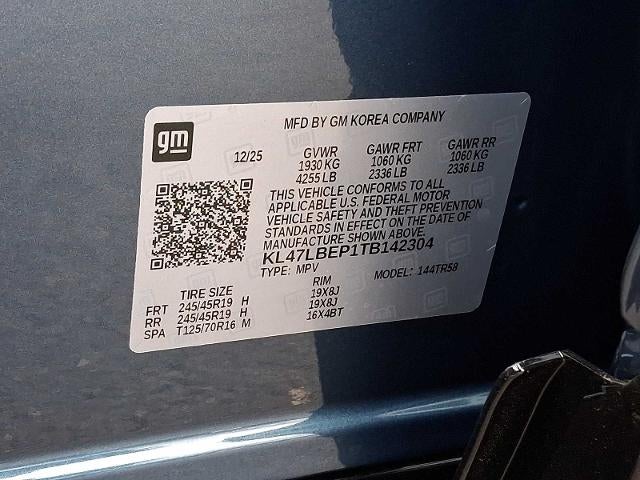 gm
MFD BY GM KOREA COMPANY
12/25 GVWR GAWR FRT GAWR RR
1930 KG 1060 KG 1060 KG
4255 LB 2336 LB 2336 LB
THIS VEHICLE CONFORMS TO ALL
APPLICABLE U.S. FEDERAL MOTOR
VEHICLE SAFETY AND THEFT PREVENTION
STANDARDS IN EFFECT ON THE DATE OF
MANUFACTURE SHOWN ABOVE.
KL47LBEP1TB142304
TYPE: MPV MODEL: 144TR58
TIRE SIZE RIM
FRT 245/45R19 H 19X8J
RR 245/45R19 H 19X8J
SPA T125/70R16 M 16X4BT